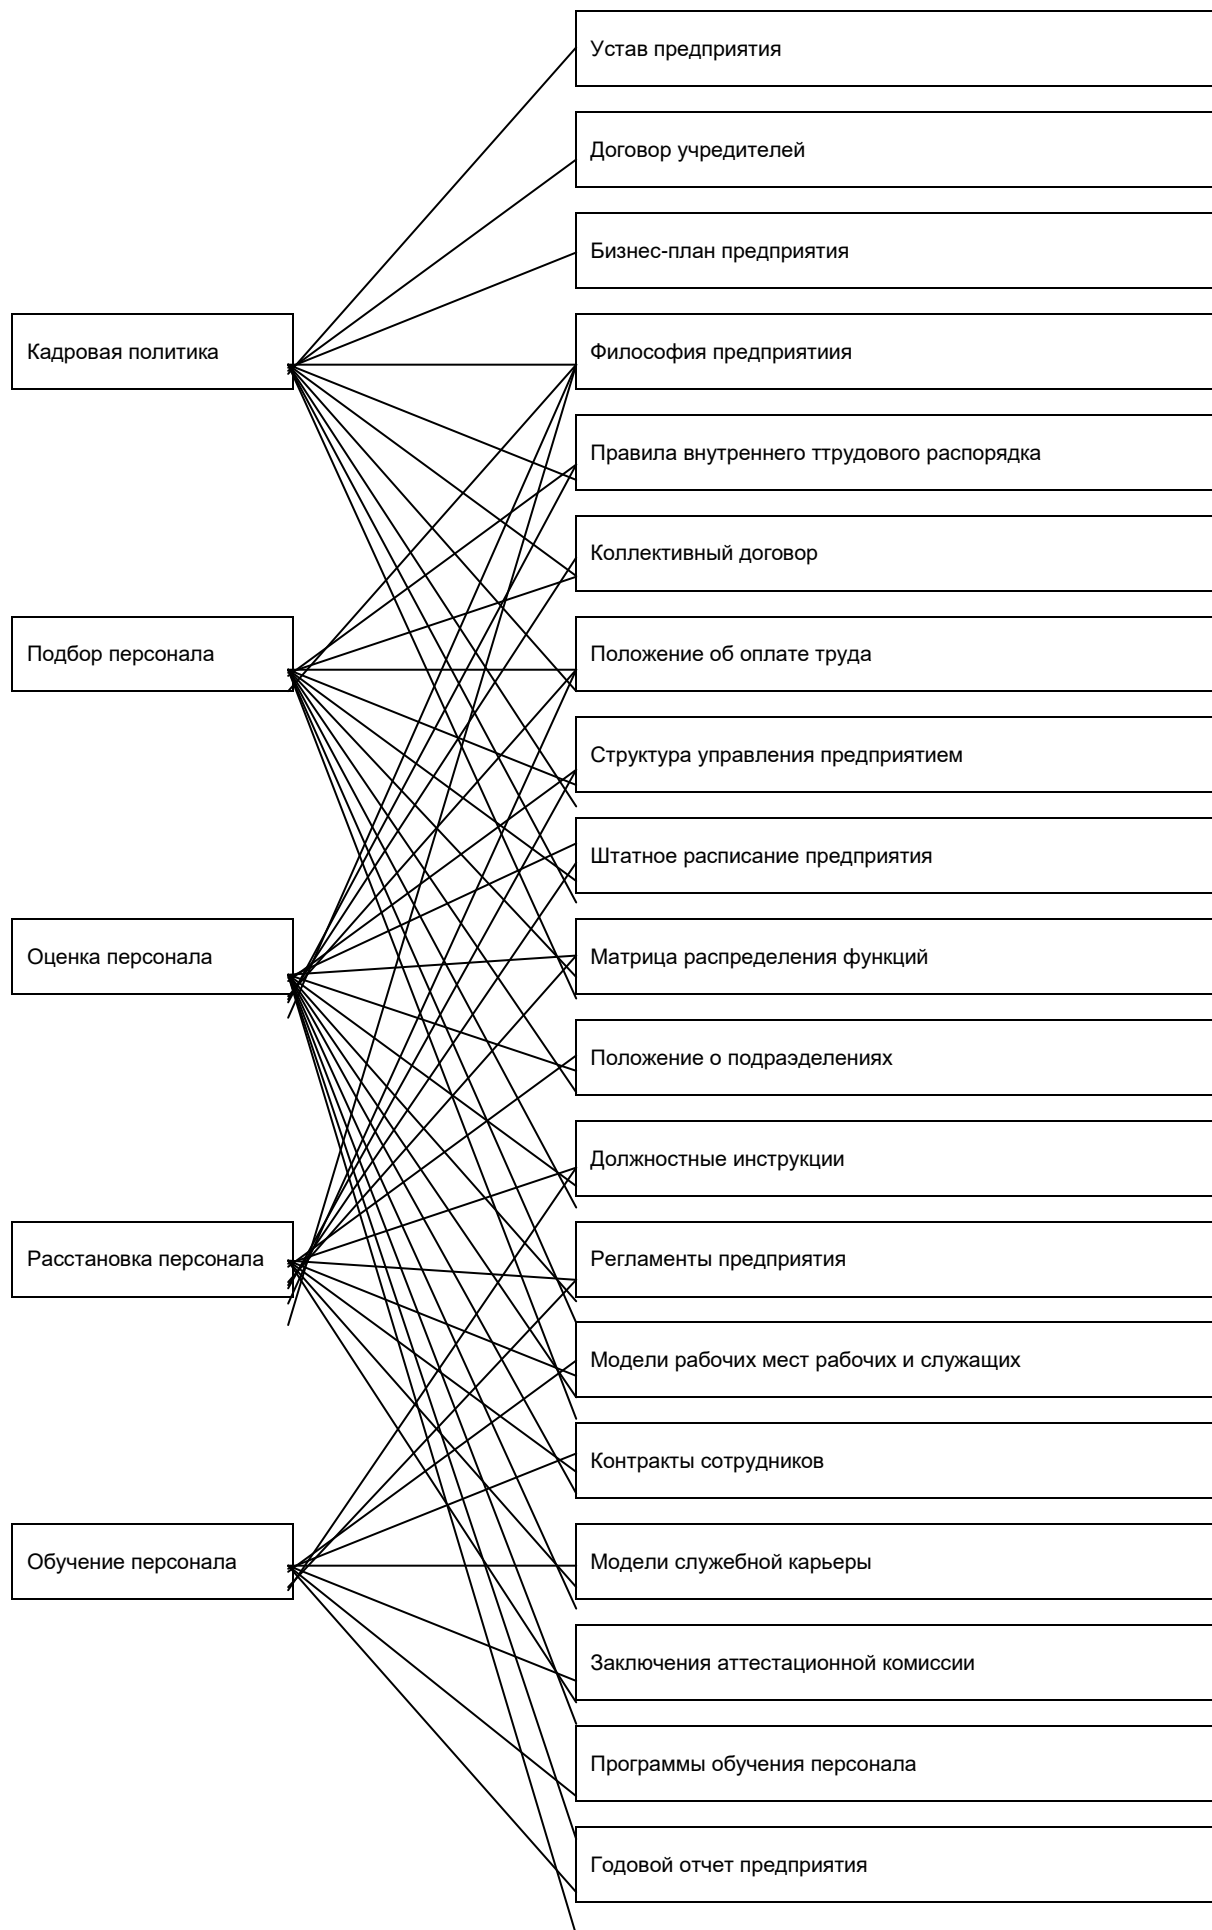 Устав предприятия
Договор учредителей
Бизнес-план предприятия
Кадровая политика
Философия предприятиия
Правила внутреннего ттрудового распорядка
Коллективный договор
Подбор персонала
Положение об оплате труда
Структура управления предприятием
Штатное расписание предприятия
Оценка персонала
Матрица распределения функций
Положение о подраэделениях
Должностные инструкции
Расстановка персонала
Регламенты предприятия
Модели рабочих мест рабочих и служащих
Контракты сотрудников
Обучение персонала
Модели служебной карьеры
Заключения аттестационной комиссии
Программы обучения персонала
Годовой отчет предприятия